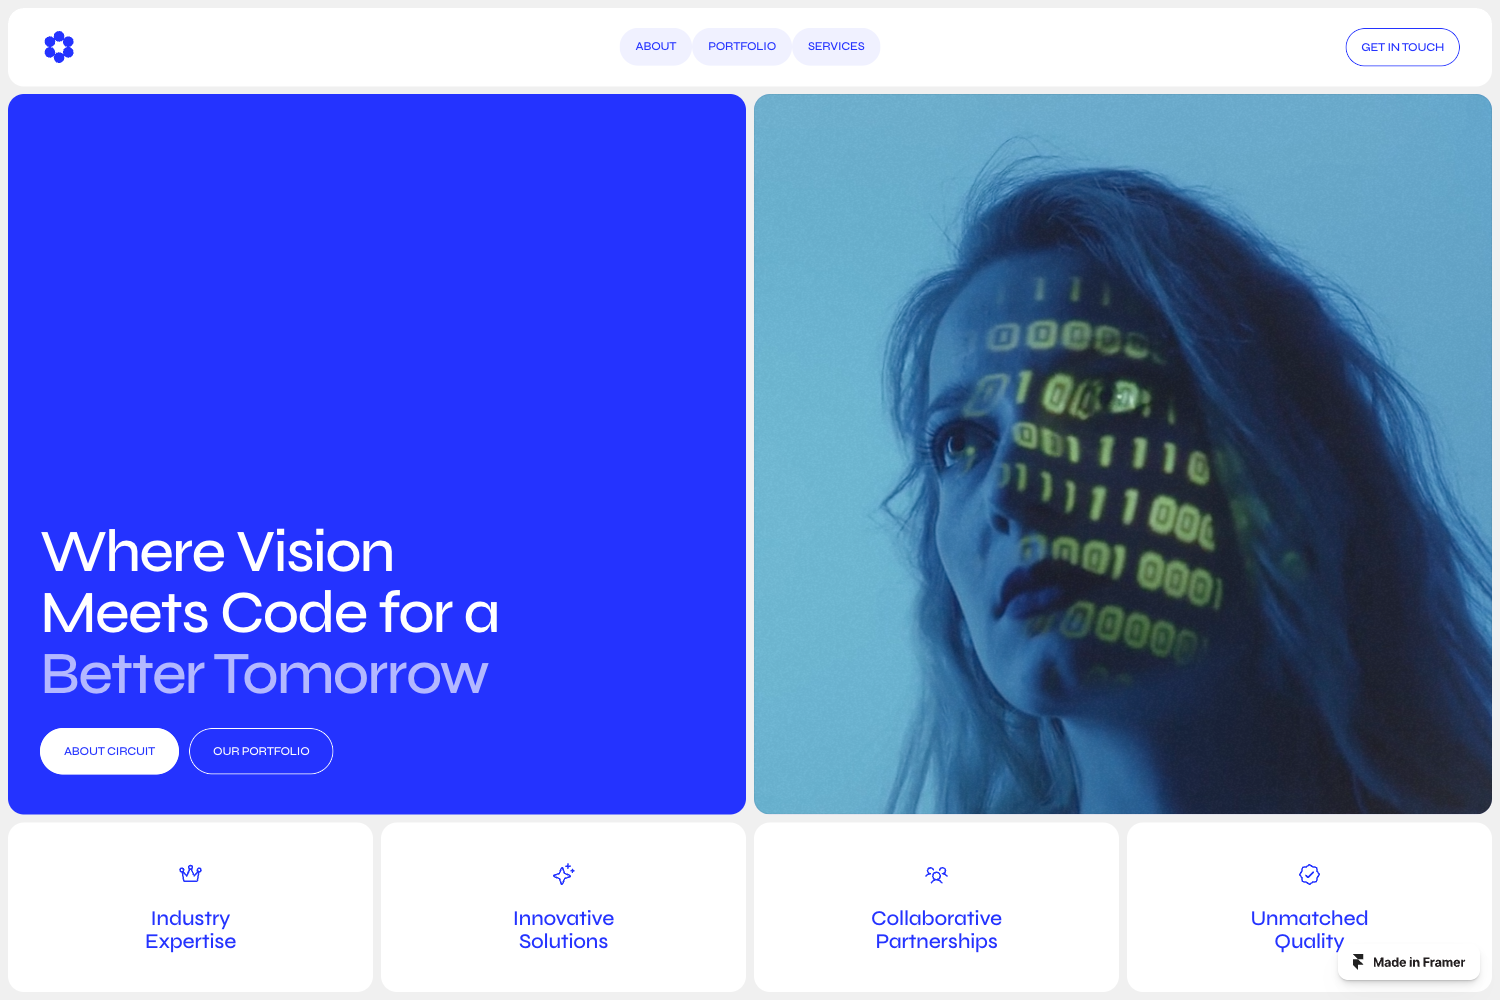 ABOUT
PORTFOLIO
SERVICES
GET IN TOUCH
Where Vision
Meets Code for a
Better Tomorrow
ABOUT CIRCUIT
OUR PORTFOLIO
Industry
Expertise
Innovative
Solutions
Collaborative
Partnerships
Unmatched
Quality
Made in Framer